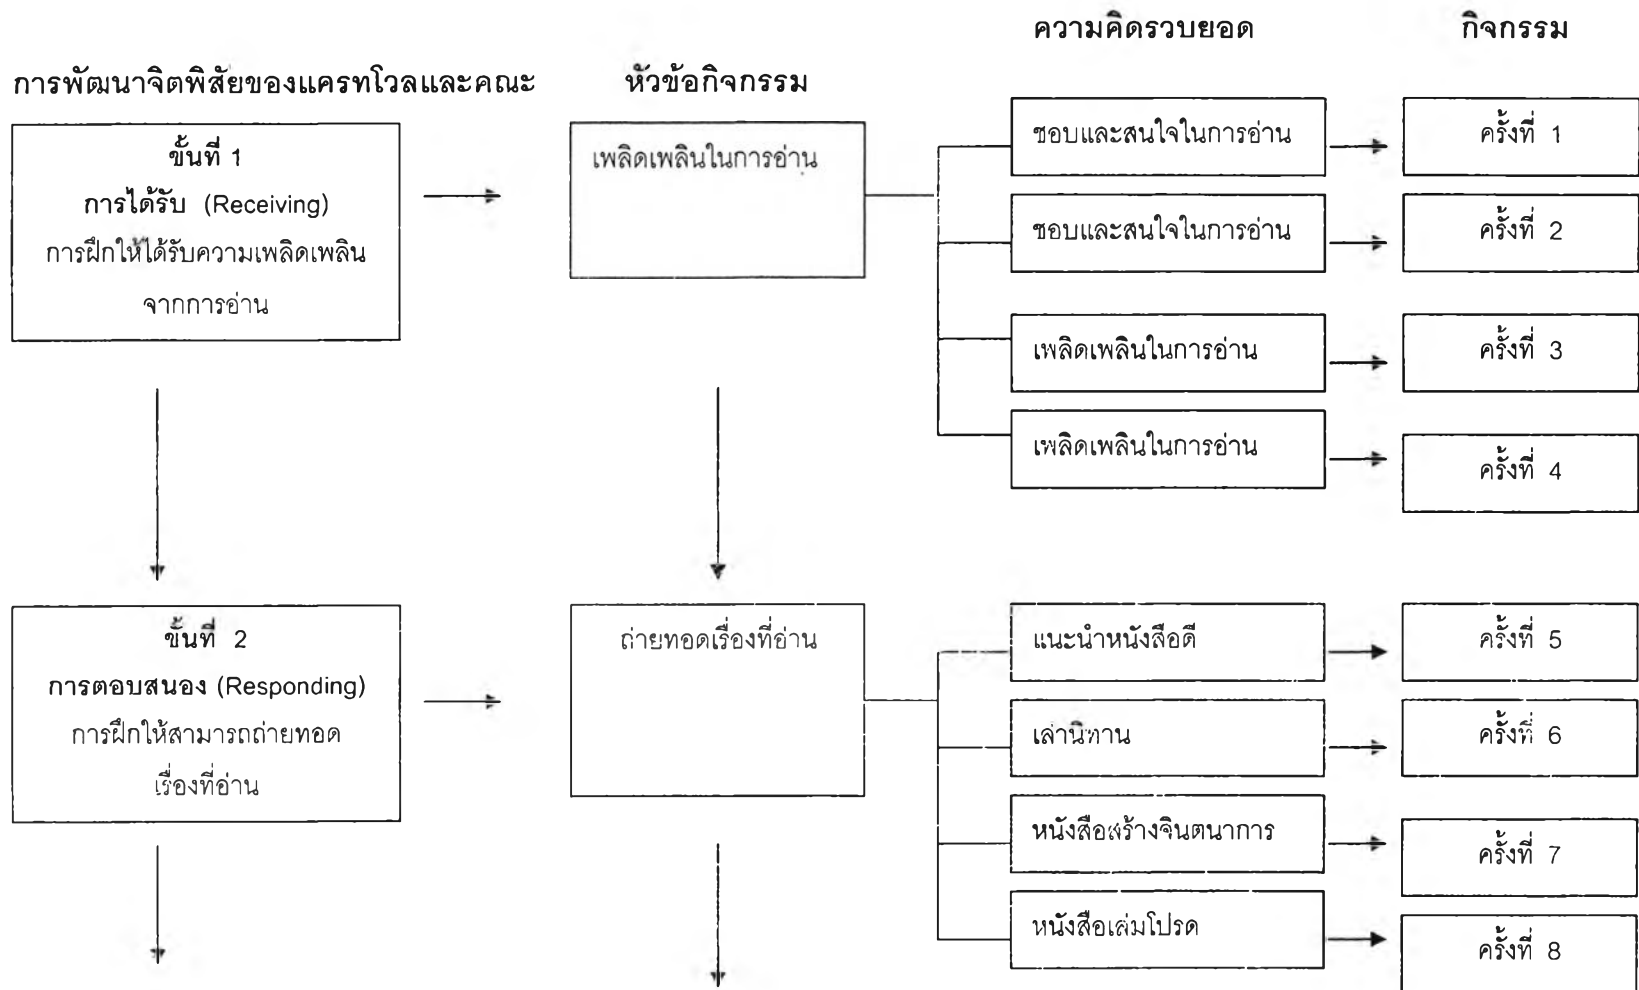 ความคิดรวบยอด กิจกรรม
การพัฒนาจิตพิสัยของแครทโวลและคณะ หัวข้อกิจกรรม
ขั้นที่ 1
การได้รับ (Receiving)
การฝึกให้ได้รับความเพลิดเพลิน
จากการอ่าน
เพลิดเพลินในการอ่าน
ชอบและสนใจในการอ่าน ครั้งที่ 1
ชอบและสนใจในการอ่าน ครั้งที่ 2
เพลิดเพลินในการอ่าน ครั้งที่ 3
เพลิดเพลินในการอ่าน ครั้งที่ 4
ขั้นที่ 2
การตอบสนอง (Responding)
การฝึกให้สามารถถ่ายทอด
เรื่องที่อ่าน
ถ่ายทอดเรื่องที่อ่าน
แนะนำหนังสือดี ครั้งที่ 5
เล่านิทาน ครั้งที่ 6
หนังสือสร้างจินตนาการ ครั้งที่ 7
หนังสือเล่มโปรด ครั้งที่ 8